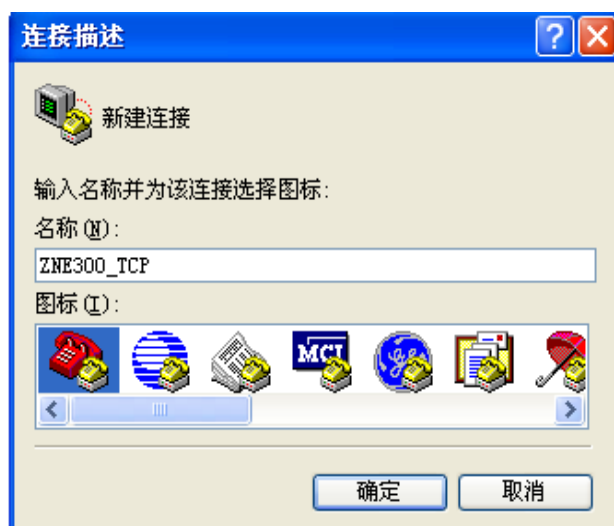 连接描述
新建连接
输入名称并为该连接选择图标:
名称(N):
ZNE300_TCP
图标(I):
MCI
确定
取消